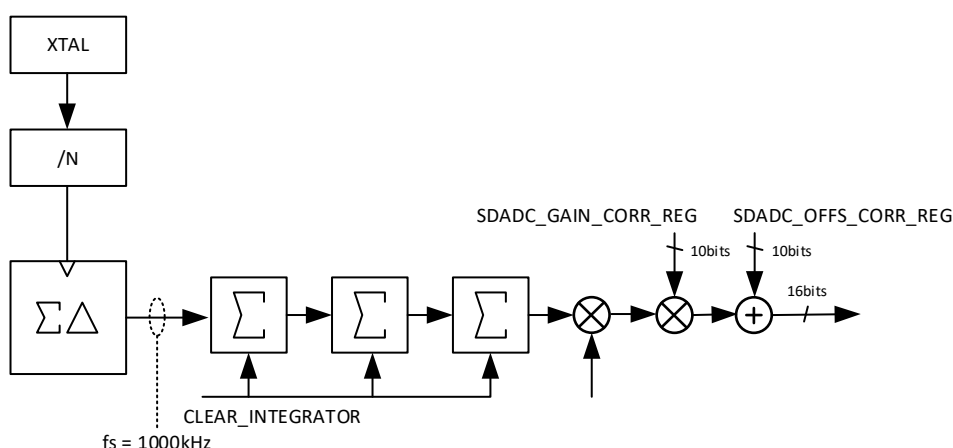 XTAL
/N
SDADC_GAIN_CORR_REG
SDADC_OFFS_CORR_REG
10bits
10bits
16bits
ΣΔ
Σ
Σ
Σ
+
CLEAR_INTEGRATOR
fs = 1000kHz